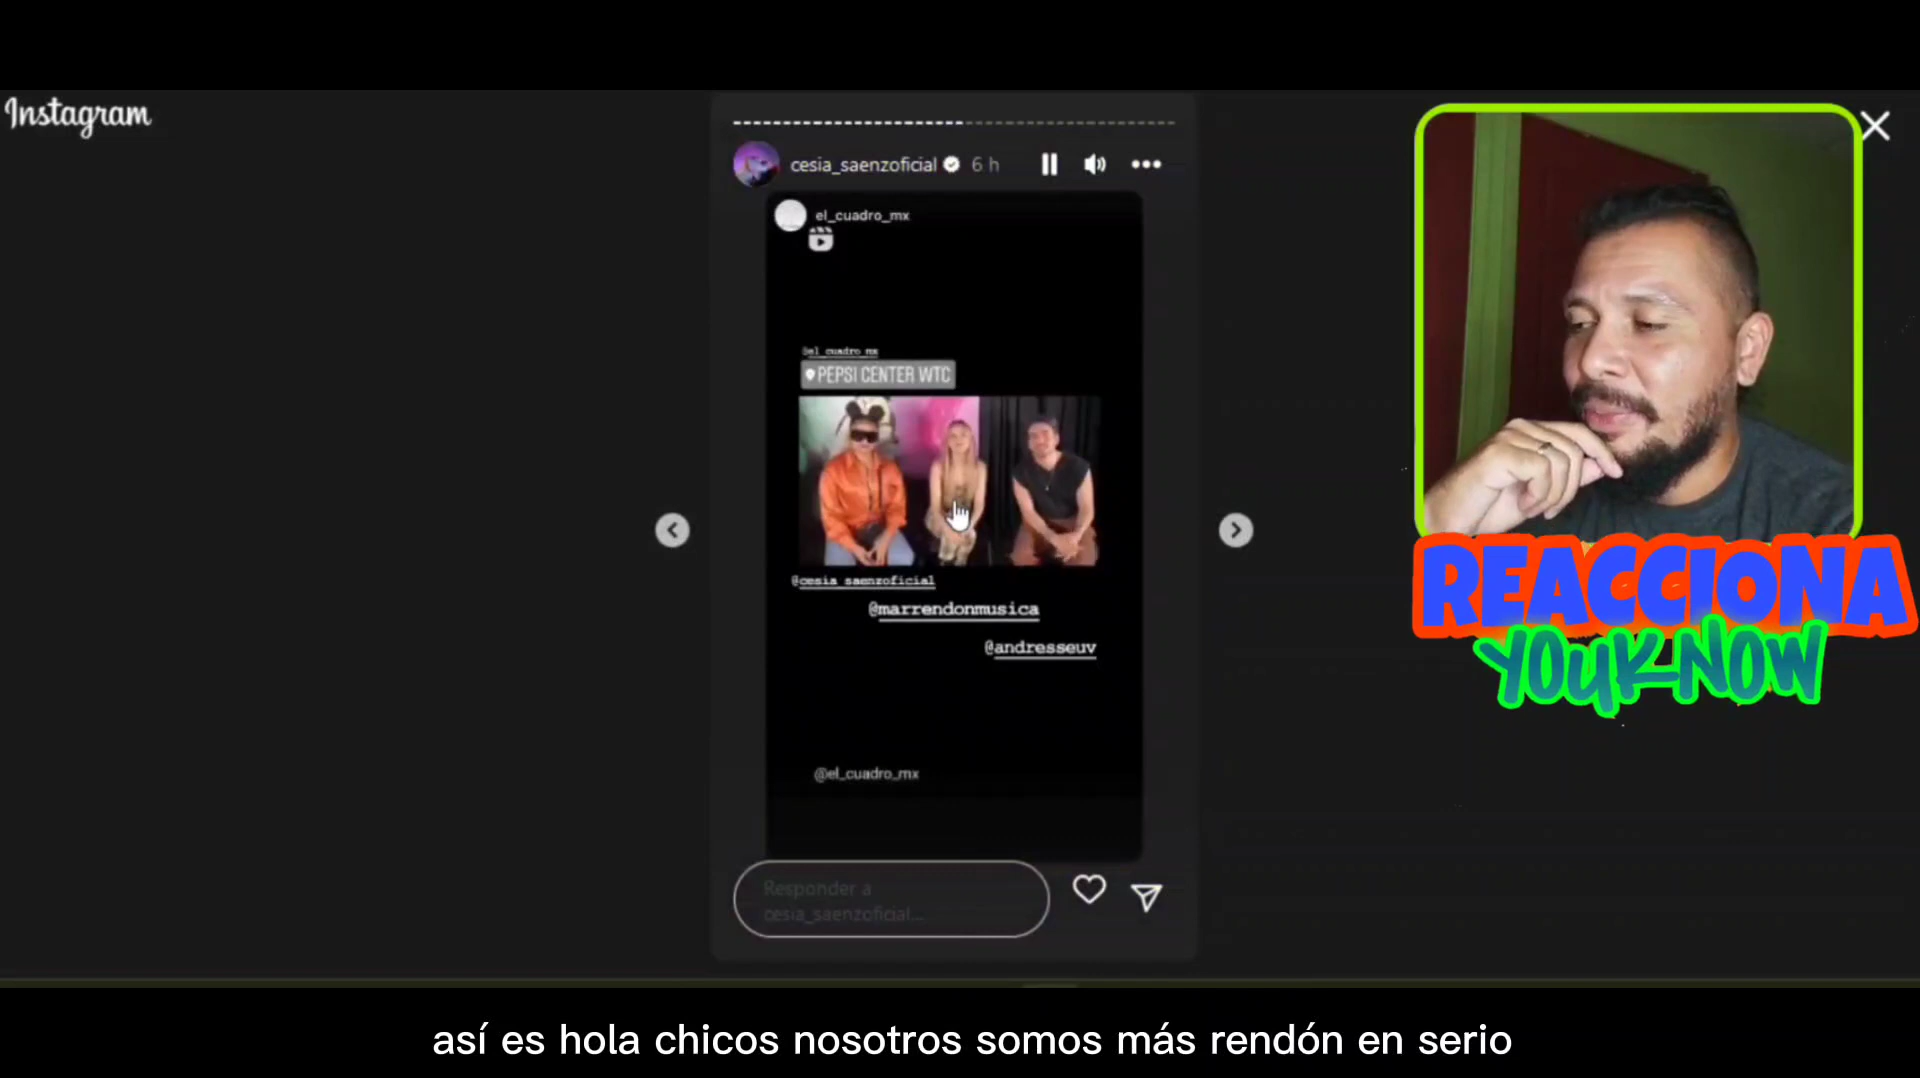 Instagram
cesia_saenzoficial 6 h
el_cuadro_mx
@el_cuadro_mx
PEPSI CENTER WTC
@cesia_saenzoficial
@marrendonmusica
@andresseuv
@el_cuadro_mx
Responder a
cesia_saenzoficial...
REACCIONA
YOUKNOW
así es hola chicos nosotros somos más rendón en serio